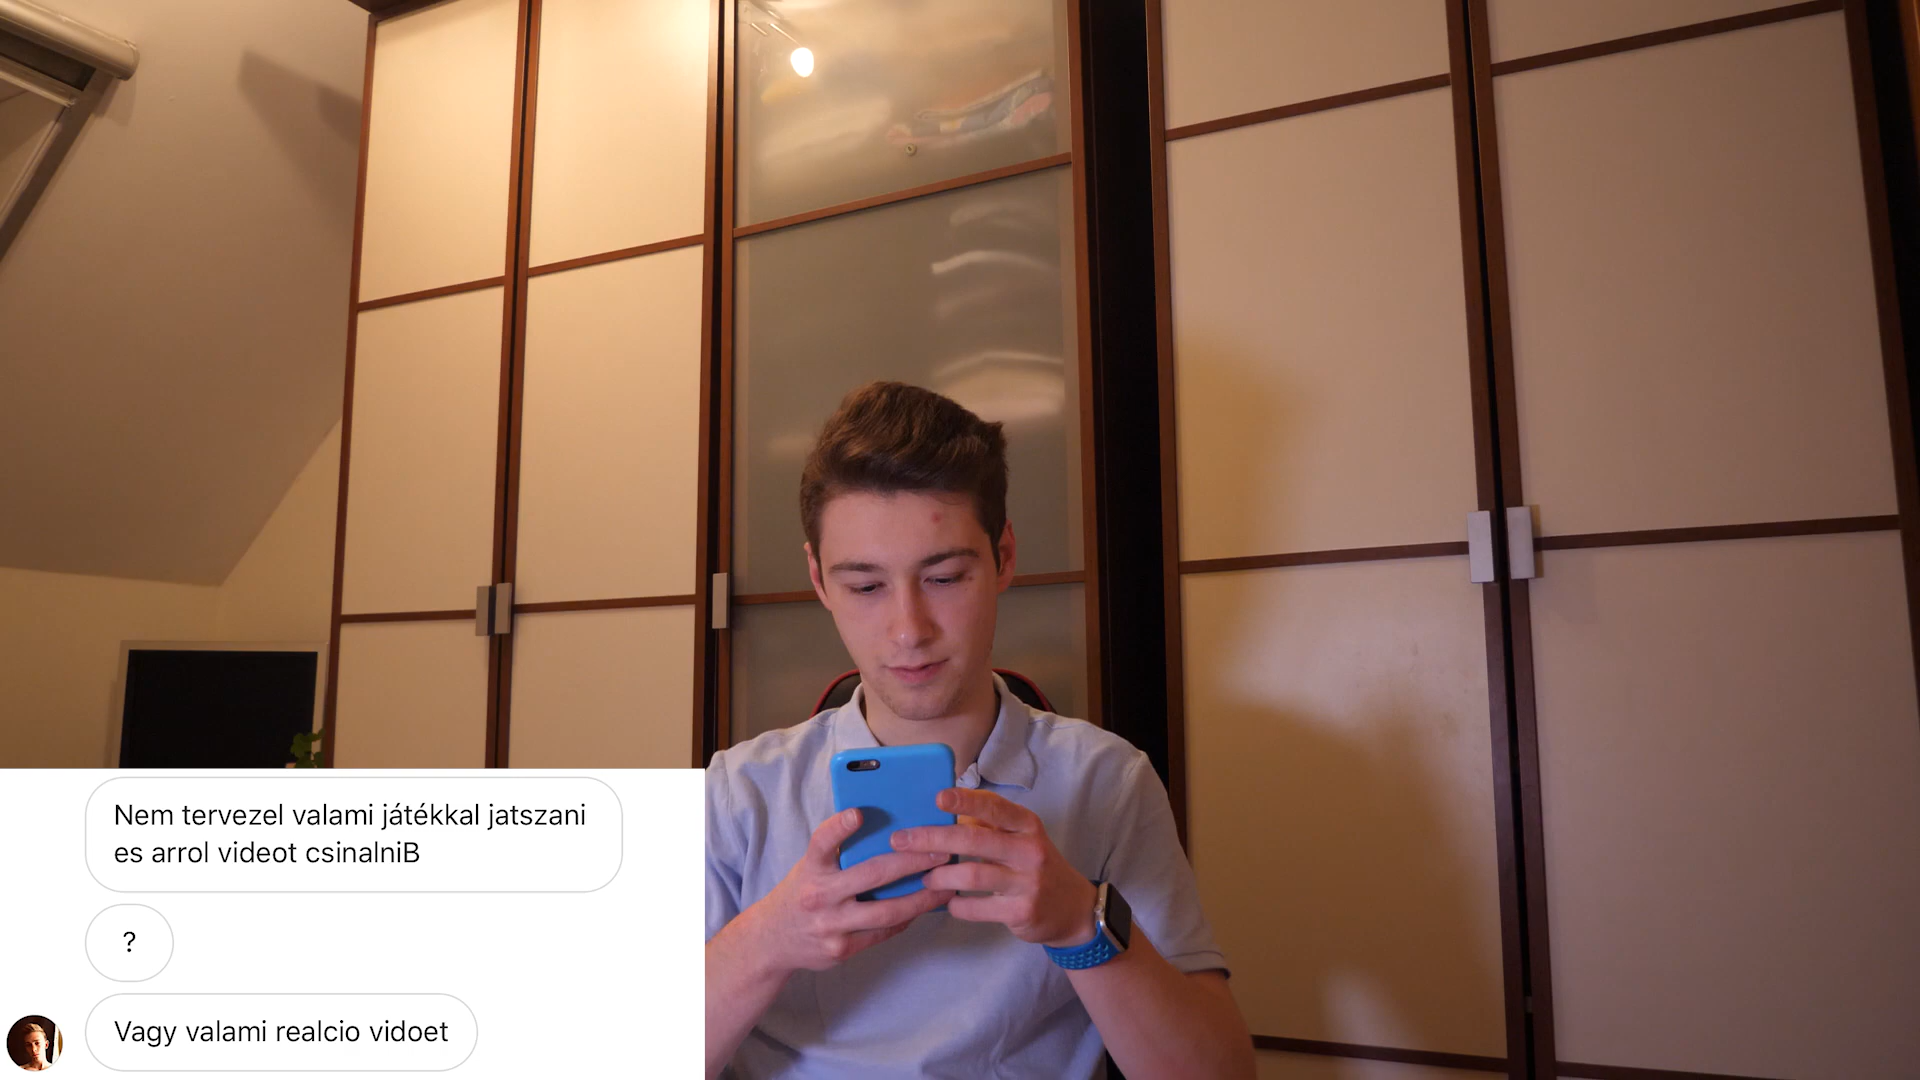 Nem tervezel valami játékkal jatszani
es arrol videot csinalniB
?
Vagy valami realcio vidoet